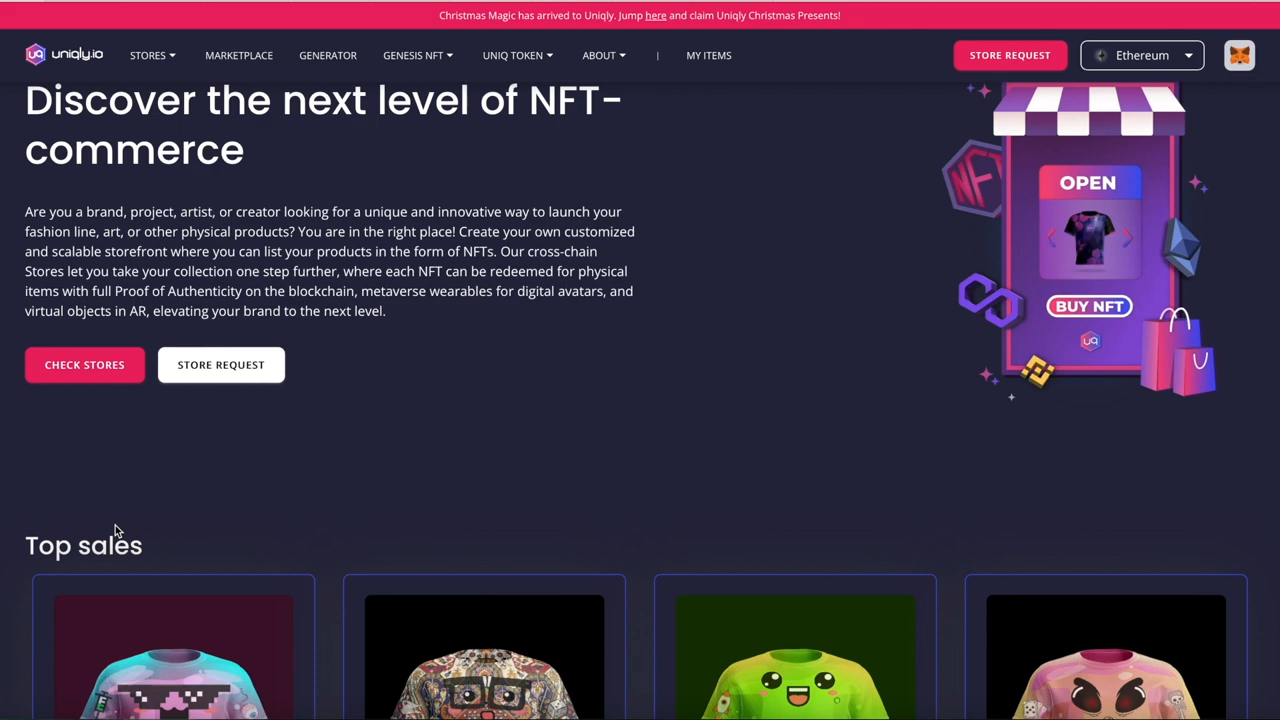 Christmas Magic has arrived to Uniqly. Jump here and claim Uniqly Christmas Presents!
uq uniqly.io STORES MARKETPLACE GENERATOR GENESIS NFT UNIQ TOKEN ABOUT | MY ITEMS STORE REQUEST Ethereum
Discover the next level of NFT-
commerce
Are you a brand, project, artist, or creator looking for a unique and innovative way to launch your
fashion line, art, or other physical products? You are in the right place! Create your own customized
and scalable storefront where you can list your products in the form of NFTs. Our cross-chain
Stores let you take your collection one step further, where each NFT can be redeemed for physical
items with full Proof of Authenticity on the blockchain, metaverse wearables for digital avatars, and
virtual objects in AR, elevating your brand to the next level.
CHECK STORES STORE REQUEST
NFT
OPEN
BUY NFT
uq
Top sales